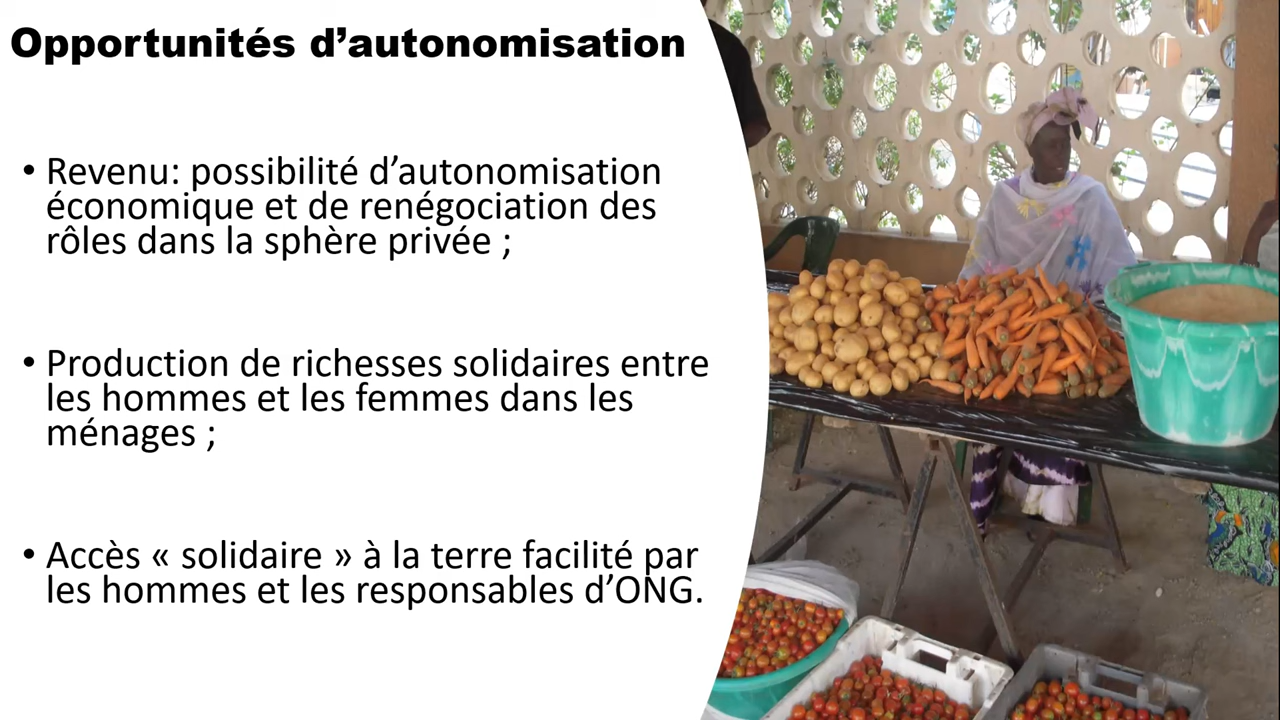 Opportunités d’autonomisation
• Revenu: possibilité d’autonomisation
économique et de renégociation des
rôles dans la sphère privée ;
• Production de richesses solidaires entre
les hommes et les femmes dans les
ménages ;
• Accès « solidaire » à la terre facilité par
les hommes et les responsables d’ONG.